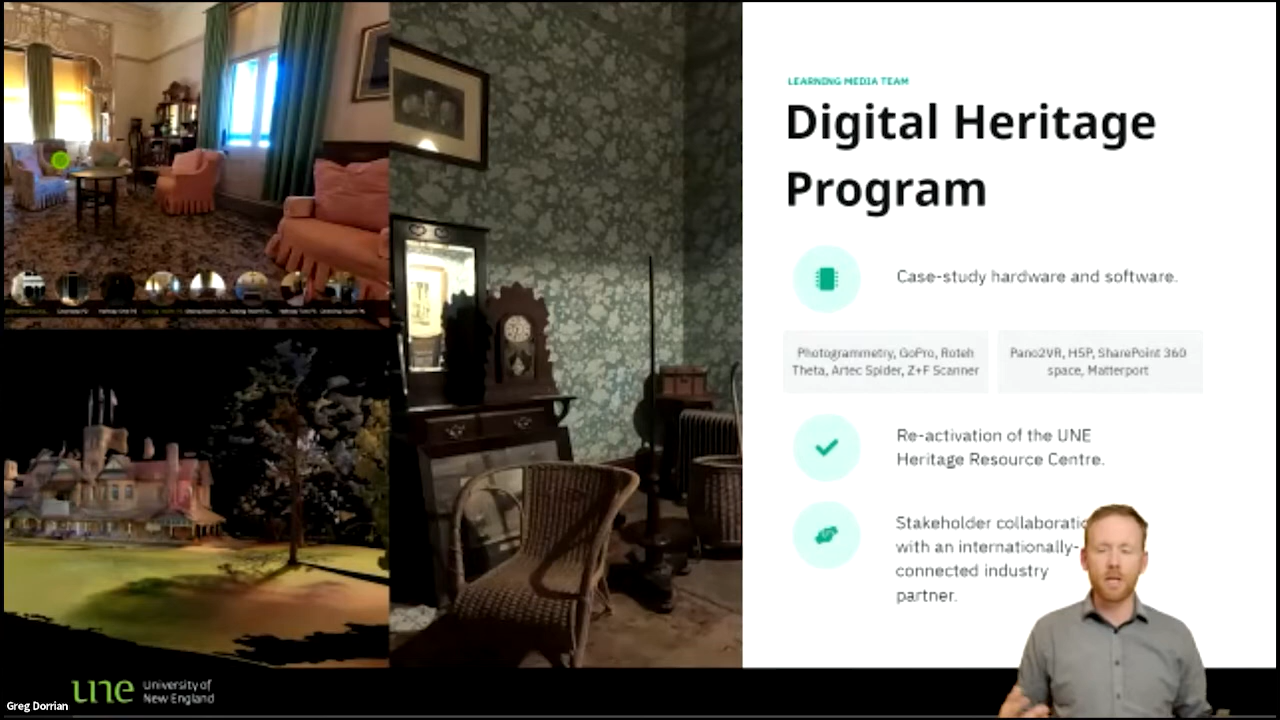 LEARNING MEDIA TEAM
Digital Heritage
Program
Case-study hardware and software.
Photogrammetry, GoPro, Roteh
Theta, Artec Spider, Z+F Scanner
Pano2VR, H5P, SharePoint 360
space, Matterport
Re-activation of the UNE
Heritage Resource Centre.
Stakeholder collaboratio
with an internationally-
connected industry
partner.
une University of
New England
Greg Dorrian